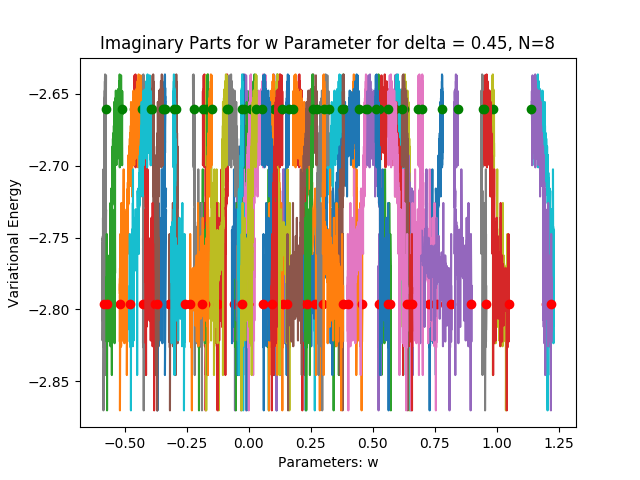 Imaginary Parts for w Parameter for delta = 0.45, N=8
Variational Energy
−2.65
−2.70
−2.75
−2.80
−2.85
−0.50 −0.25 0.00 0.25 0.50 0.75 1.00 1.25
Parameters: w